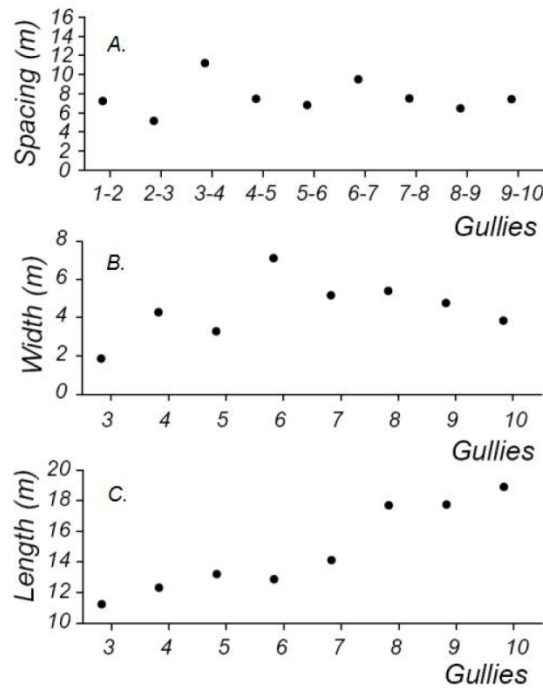 A.
Spacing (m)
16
14
12
10
8
6
4
2
0
1-2 2-3 3-4 4-5 5-6 6-7 7-8 8-9 9-10
Gullies
B.
Width (m)
8
6
4
2
0
3 4 5 6 7 8 9 10
Gullies
C.
Length (m)
20
18
16
14
12
10
3 4 5 6 7 8 9 10
Gullies